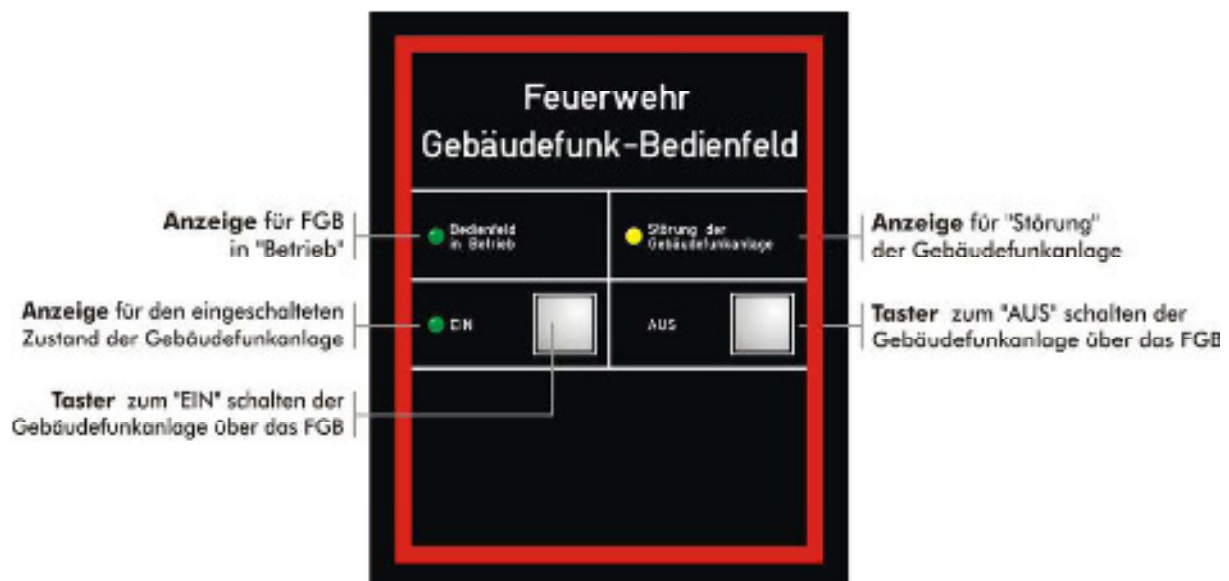 Feuerwehr
Gebäudefunk-Bedienfeld
Anzeige für FGB
in "Betrieb"
Bedienfeld
in Betrieb
Störung der
Gebäudefunkanlage
Anzeige für "Störung"
der Gebäudefunkanlage
Anzeige für den eingeschalteten
Zustand der Gebäudefunkanlage
EIN
AUS
Taster zum "AUS" schalten der
Gebäudefunkanlage über das FGB
Taster zum "EIN" schalten der
Gebäudefunkanlage über das FGB